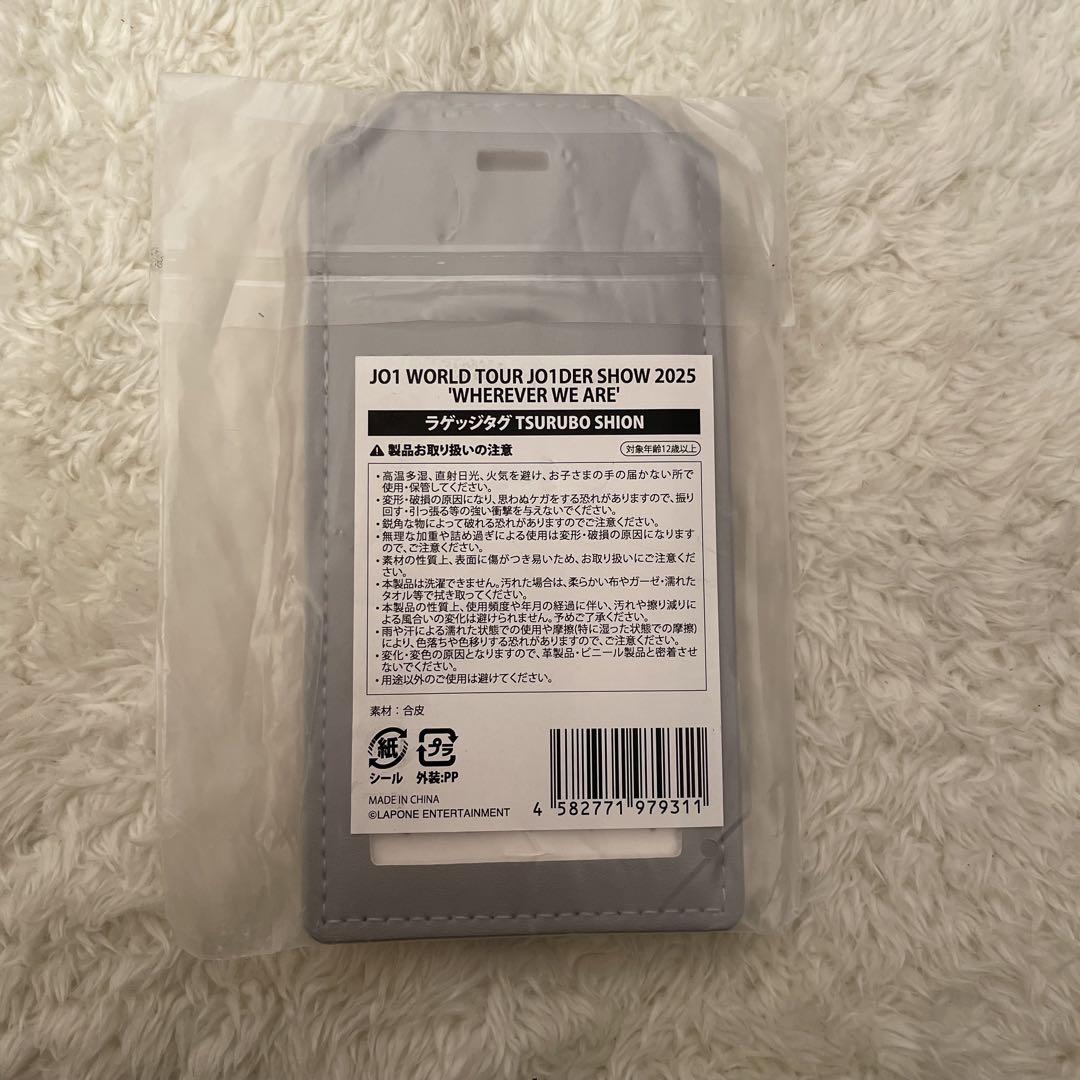 JO1 WORLD TOUR JO1DER SHOW 2025
'WHEREVER WE ARE'
ラゲッジタグ TSURUBO SHION
製品お取り扱いの注意
対象年齢12歳以上
・高温多湿、直射日光、火気を避け、お子さまの手の届かない所で
使用・保管してください。
・変形・破損の原因になり、思わぬケガをする恐れがありますので、振り
回す・引っ張る等の強い衝撃を与えないでください。
・鋭角な物によって破れる恐れがありますのでご注意ください。
・無理な加重や詰め過ぎによる使用は変形・破損の原因になります
ので、ご注意ください。
・素材の性質上、表面に傷がつき易いため、お取り扱いにご注意くだ
さい。
・本製品は洗濯できません。汚れた場合は、柔らかい布やガーゼ・濡れた
タオル等で拭き取ってください。
・本製品の性質上、使用頻度や年月の経過に伴い、汚れや擦り減りに
よる風合いの変化は避けられません。予めご了承ください。
・雨や汗による濡れた状態での使用や摩擦(特に湿った状態での摩擦)
により、色落ちや色移りする恐れがありますので、ご注意ください。
・変化・変色の原因となりますので、革製品・ビニール製品と密着させ
ないでください。
・用途以外のご使用は避けてください。
素材：合皮
紙
プラ
シール
外装:PP
MADE IN CHINA
©LAPONE ENTERTAINMENT
4 582771 979311